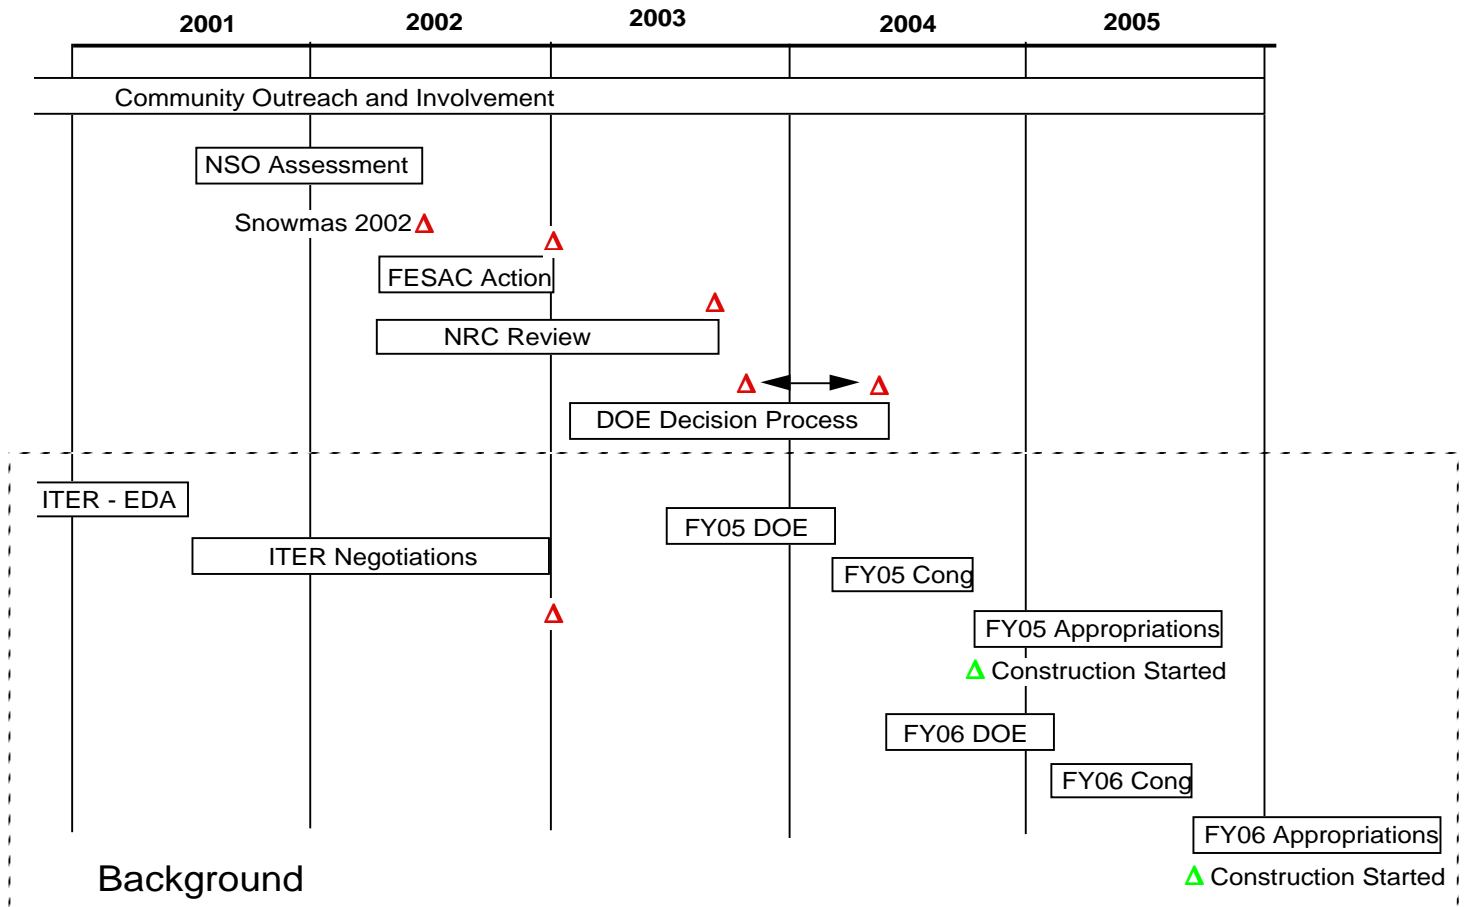 2001
2002
2003
2004
2005
Community Outreach and Involvement
NSO Assessment
Snowmas 2002
FESAC Action
NRC Review
DOE Decision Process
ITER - EDA
FY05 DOE
ITER Negotiations
FY05 Cong
FY05 Appropriations
Construction Started
FY06 DOE
FY06 Cong
FY06 Appropriations
Background
Construction Started